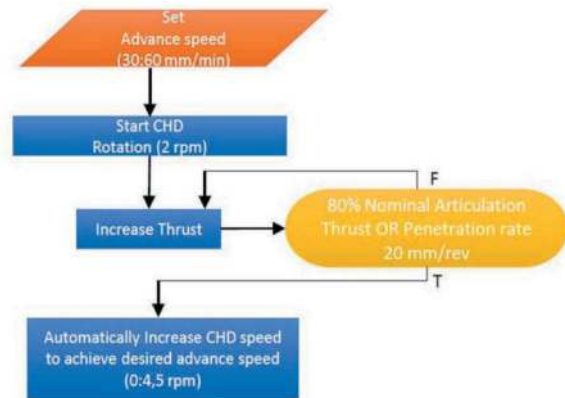 Set
Advance speed
(30:60 mm/min)
Start CHD
Rotation (2 rpm)
F
Increase Thrust
80% Nominal Articulation
Thrust OR Penetration rate
20 mm/rev
T
Automatically Increase CHD speed
to achieve desired advance speed
(0:4,5 rpm)